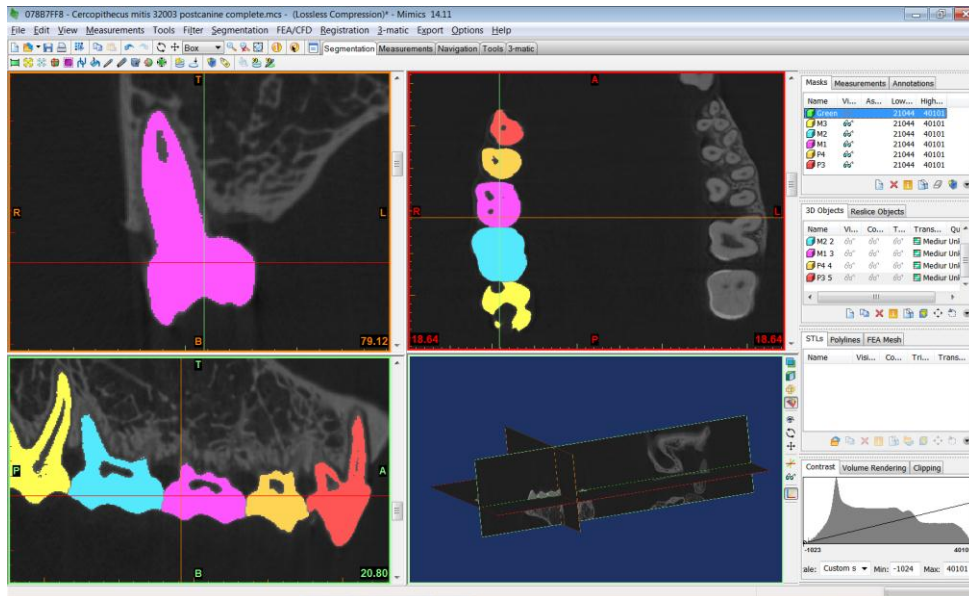 078B7FF8 - Cercopithecus mitis 32003 postcanine complete.mcs - (Lossless Compression)* - Mimics 14.11
File Edit View Measurements Tools Filter Segmentation FEA/CFD Registration 3-matic Export Options Help
Box Segmentation Measurements Navigation Tools 3-matic
T
R L
B 79.12
A
R L
18.64 P 18.64
T
P A
B 20.80
Masks Measurements Annotations
Name Vi... As... Low... High...
Green 21044 40101
M3 21044 40101
M2 21044 40101
M1 21044 40101
P4 21044 40101
P3 21044 40101
3D Objects Reslice Objects
Name Vi... Co... T... Trans... Qu
M2 2 Mediur Unl
M1 3 Mediur Unl
P4 4 Mediur Unl
P3 5 Mediur Unl
STLs Polylines FEA Mesh
Name Visi... Co... Tri... Trans...
Contrast Volume Rendering Clipping
-1023 40101
ale: Custom s Min: -1024 Max: 40101